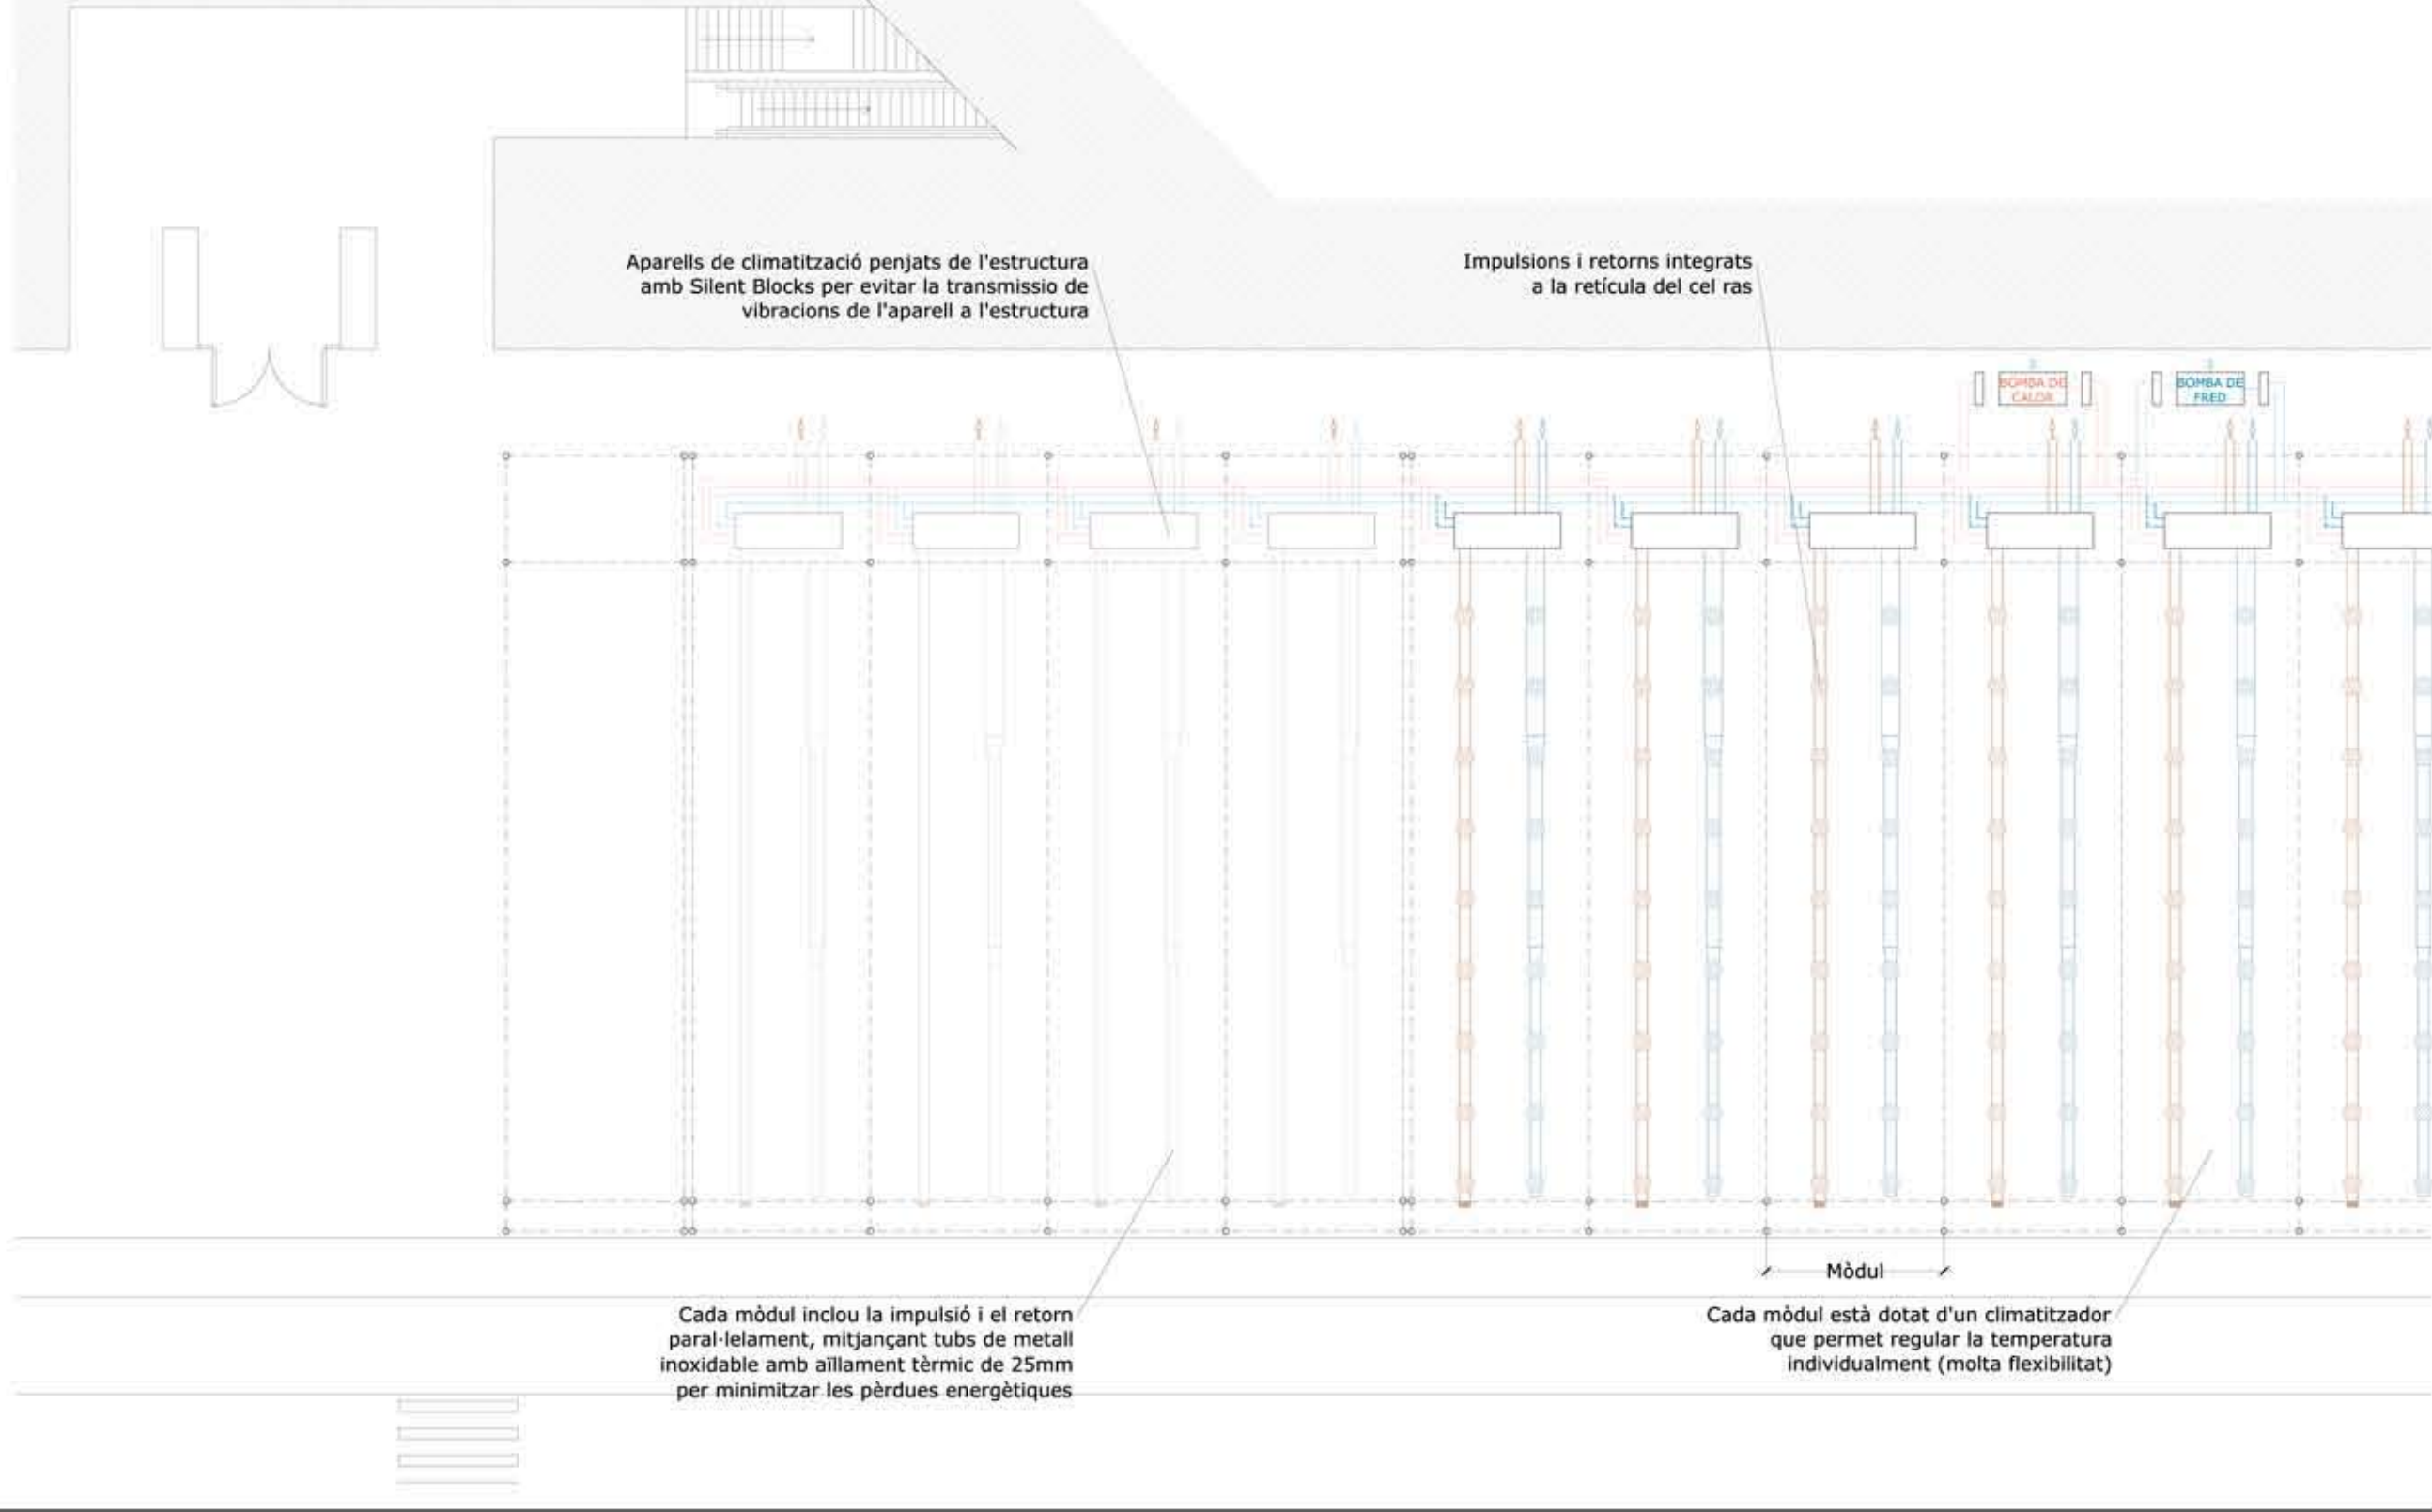 Aparells de climatització penjats de l'estructura
amb Silent Blocks per evitar la transmissio de
vibracions de l'aparell a l'estructura
Impulsions i retorns integrats
a la retícula del cel ras
BOMBA DE
CALOR
BOMBA DE
FRED
Mòdul
Cada mòdul inclou la impulsió i el retorn
paral·lelament, mitjançant tubs de metall
inoxidable amb aïllament tèrmic de 25mm
per minimitzar les pèrdues energètiques
Cada mòdul està dotat d'un climatitzador
que permet regular la temperatura
individualment (molta flexibilitat)